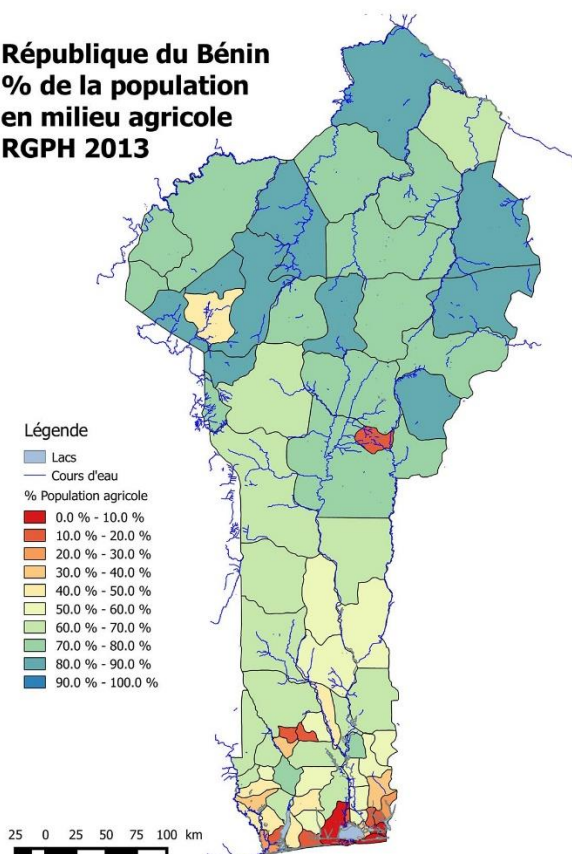 République du Bénin
% de la population
en milieu agricole
RGPH 2013
Légende
Lacs
Cours d'eau
% Population agricole
0.0 % - 10.0 %
10.0 % - 20.0 %
20.0 % - 30.0 %
30.0 % - 40.0 %
40.0 % - 50.0 %
50.0 % - 60.0 %
60.0 % - 70.0 %
70.0 % - 80.0 %
80.0 % - 90.0 %
90.0 % - 100.0 %
25 0 25 50 75 100 km